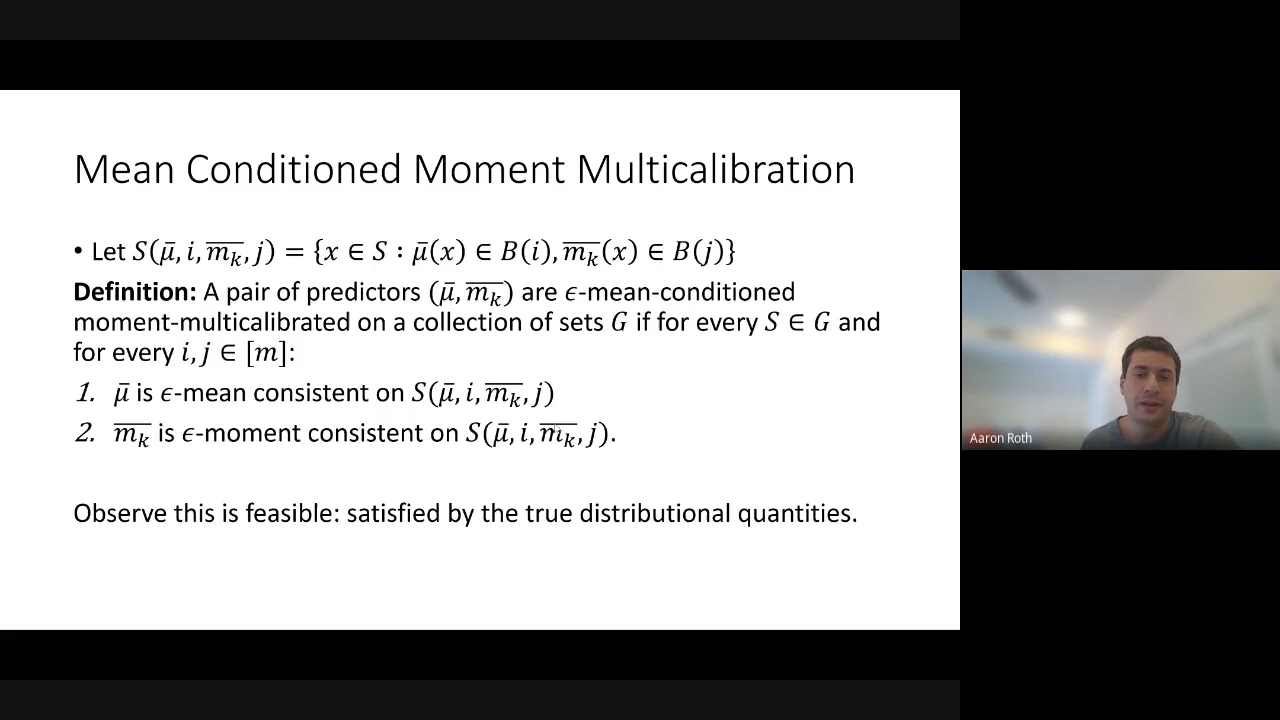 Mean Conditioned Moment Multicalibration
• Let 𝑆(𝜇̄, 𝑖, 𝑚̅ₖ, 𝑗) = {𝑥 ∈ 𝑆 : 𝜇̄(𝑥) ∈ 𝐵(𝑖), 𝑚̅ₖ(𝑥) ∈ 𝐵(𝑗)}
Definition: A pair of predictors (𝜇̄, 𝑚̅ₖ) are 𝜖-mean-conditioned
moment-multicalibrated on a collection of sets 𝐺 if for every 𝑆 ∈ 𝐺 and
for every 𝑖, 𝑗 ∈ [𝑚]:
1. 𝜇̄ is 𝜖-mean consistent on 𝑆(𝜇̄, 𝑖, 𝑚̅ₖ, 𝑗)
2. 𝑚̅ₖ is 𝜖-moment consistent on 𝑆(𝜇̄, 𝑖, 𝑚̅ₖ, 𝑗).
Observe this is feasible: satisfied by the true distributional quantities.
Aaron Roth